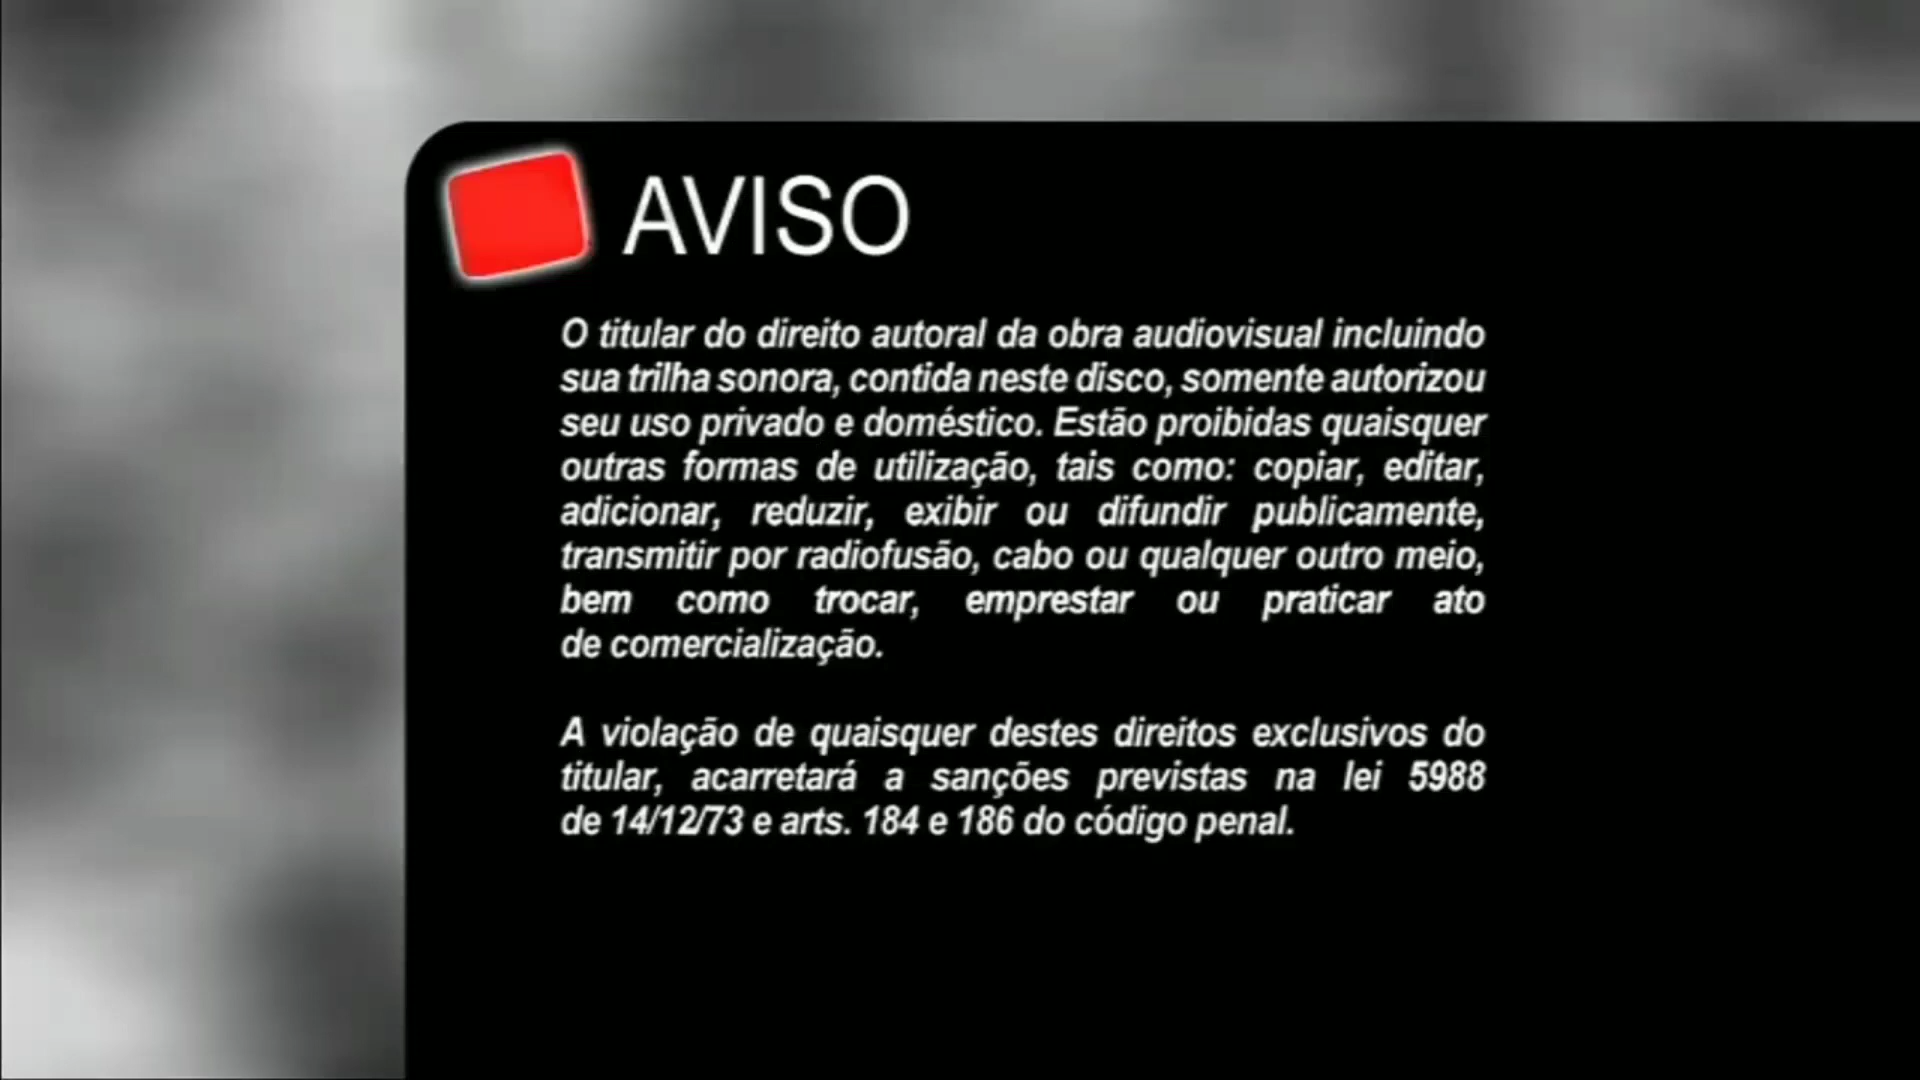 AVISO
O titular do direito autoral da obra audiovisual incluindo
sua trilha sonora, contida neste disco, somente autorizou
seu uso privado e doméstico. Estão proibidas quaisquer
outras formas de utilização, tais como: copiar, editar,
adicionar, reduzir, exibir ou difundir publicamente,
transmitir por radiofusão, cabo ou qualquer outro meio,
bem como trocar, emprestar ou praticar ato
de comercialização.
A violação de quaisquer destes direitos exclusivos do
titular, acarretará a sanções previstas na lei 5988
de 14/12/73 e arts. 184 e 186 do código penal.